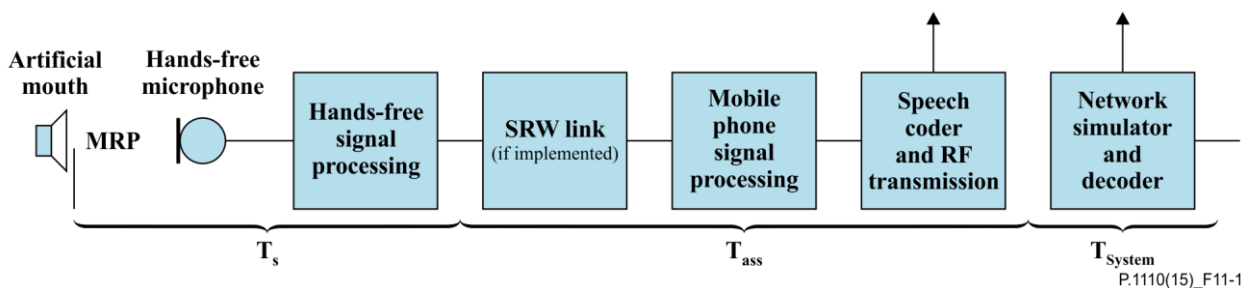 Artificial
mouth
Hands-free
microphone
MRP
Hands-free
signal
processing
SRW link
(if implemented)
Mobile
phone
signal
processing
Speech
coder
and RF
transmission
Network
simulator
and
decoder
Ts
Tass
TSystem
P.1110(15)_F11-1